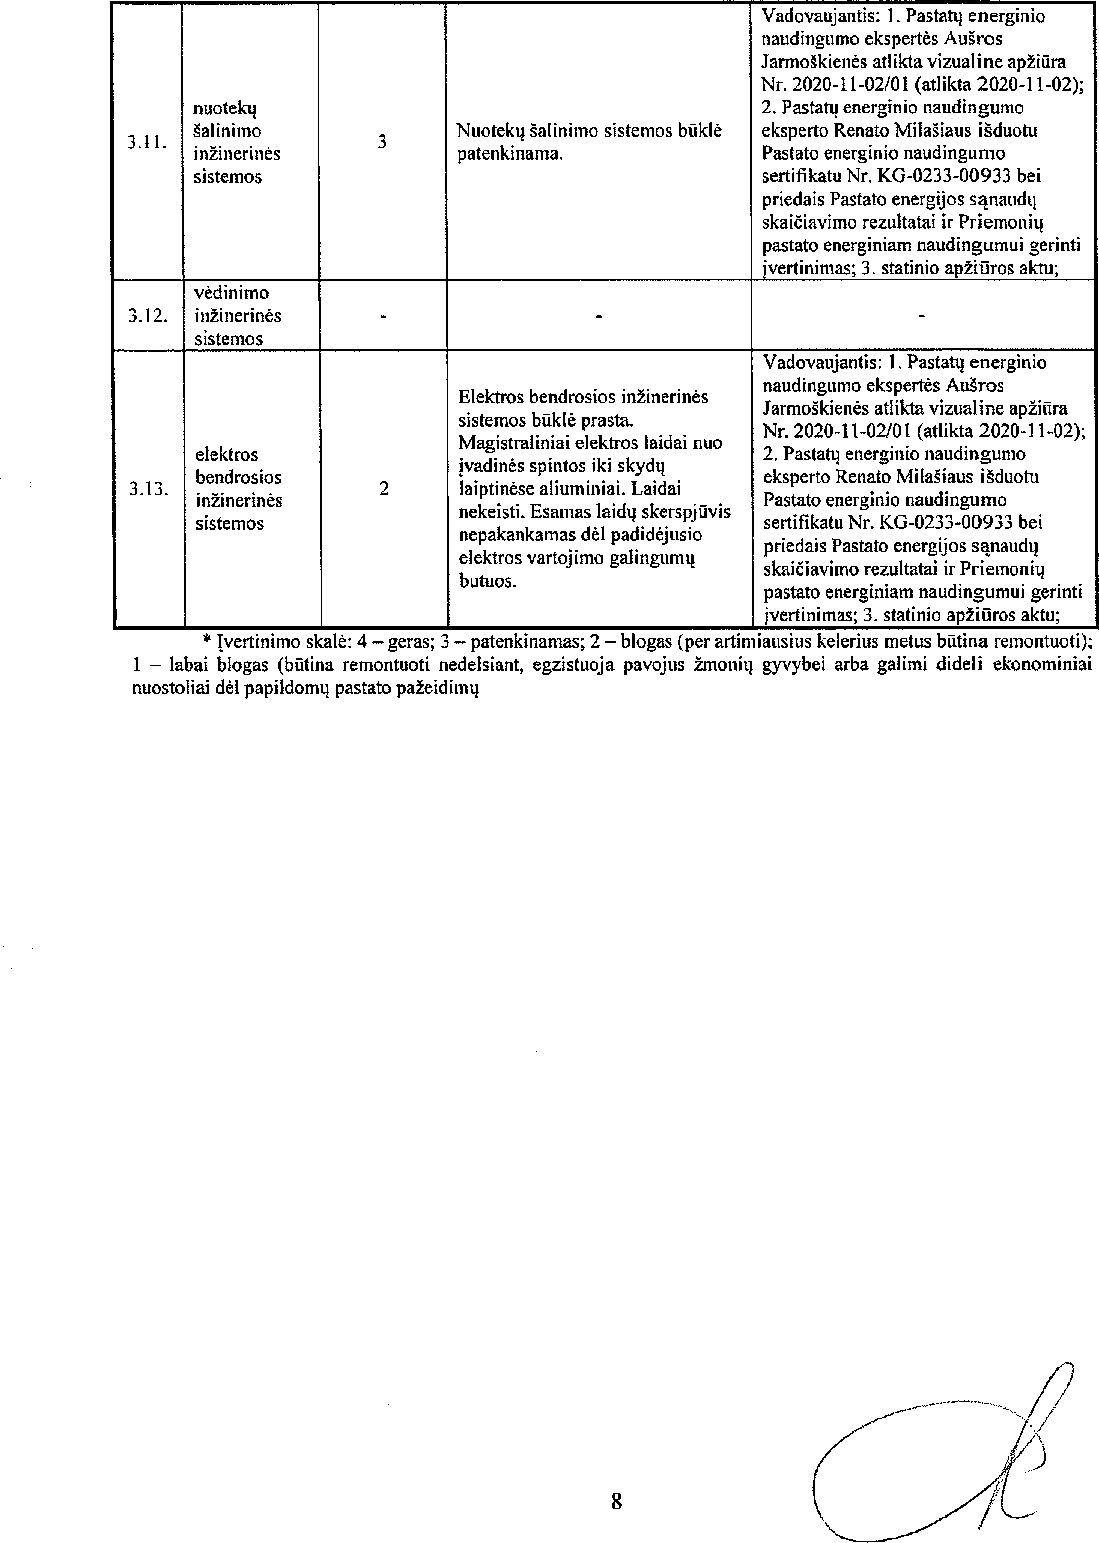 3.11.
nuotekų
šalinimo
inžinerinės
sistemos
3
Nuotekų šalinimo sistemos būklė
patenkinama.
Vadovaujantis: 1. Pastatų energinio
naudingumo ekspertės Aušros
Jarmoškienės atlikta vizualine apžiūra
Nr. 2020-11-02/01 (atlikta 2020-11-02);
2. Pastatų energinio naudingumo
eksperto Renato Milašiaus išduotu
Pastato energinio naudingumo
sertifikatu Nr. KG-0233-00933 bei
priedais Pastato energijos sąnaudų
skaičiavimo rezultatai ir Priemonių
pastato energiniam naudingumui gerinti
įvertinimas; 3. statinio apžiūros aktu;
3.12.
vėdinimo
inžinerinės
sistemos
-
-
-
3.13.
elektros
bendrosios
inžinerinės
sistemos
2
Elektros bendrosios inžinerinės
sistemos būklė prasta.
Magistraliniai elektros laidai nuo
įvadinės spintos iki skydų
laiptinėse aliuminiai. Laidai
nekeisti. Esamas laidų skerspjūvis
nepakankamas dėl padidėjusio
elektros vartojimo galingumų
butuos.
Vadovaujantis: 1. Pastatų energinio
naudingumo ekspertės Aušros
Jarmoškienės atlikta vizualine apžiūra
Nr. 2020-11-02/01 (atlikta 2020-11-02);
2. Pastatų energinio naudingumo
eksperto Renato Milašiaus išduotu
Pastato energinio naudingumo
sertifikatu Nr. KG-0233-00933 bei
priedais Pastato energijos sąnaudų
skaičiavimo rezultatai ir Priemonių
pastato energiniam naudingumui gerinti
įvertinimas; 3. statinio apžiūros aktu;
* Įvertinimo skalė: 4 – geras; 3 – patenkinamas; 2 – blogas (per artimiausius kelerius metus būtina remontuoti);
1 – labai blogas (būtina remontuoti nedelsiant, egzistuoja pavojus žmonių gyvybei arba galimi dideli ekonominiai
nuostoliai dėl papildomų pastato pažeidimų
8